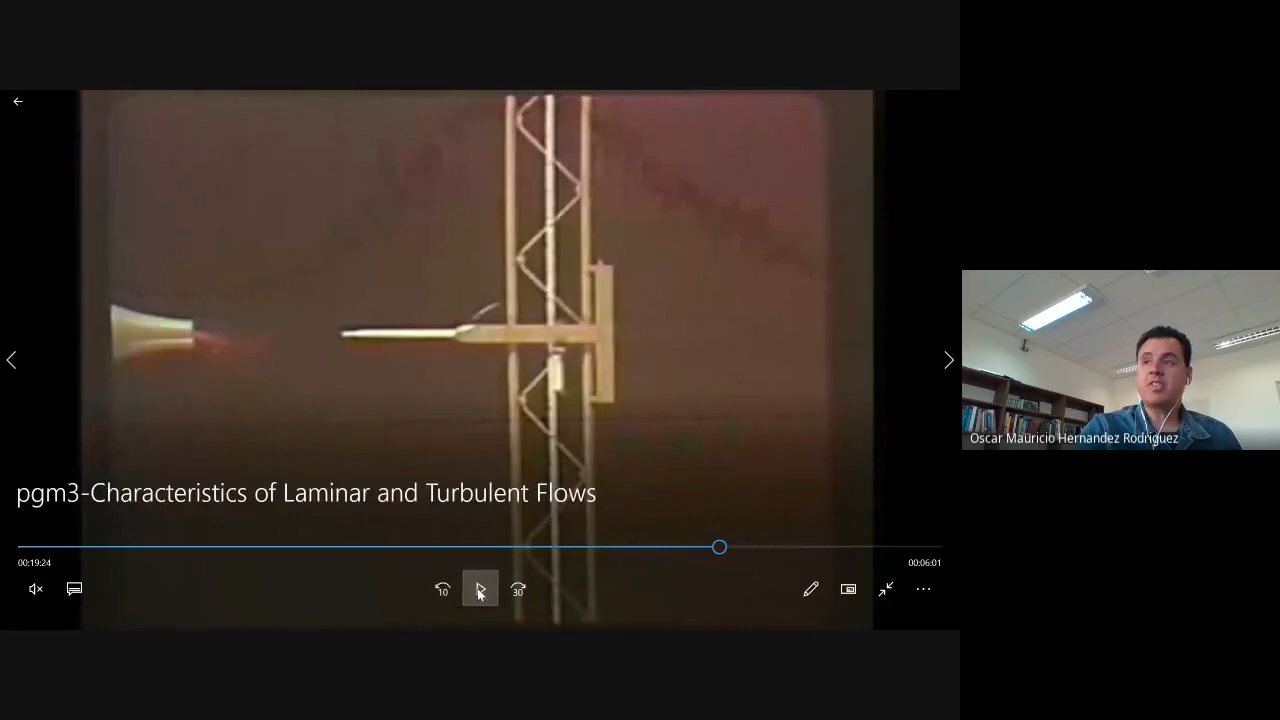 pgm3-Characteristics of Laminar and Turbulent Flows
00:19:24
00:06:01
10
30
Oscar Mauricio Hernandez Rodriguez